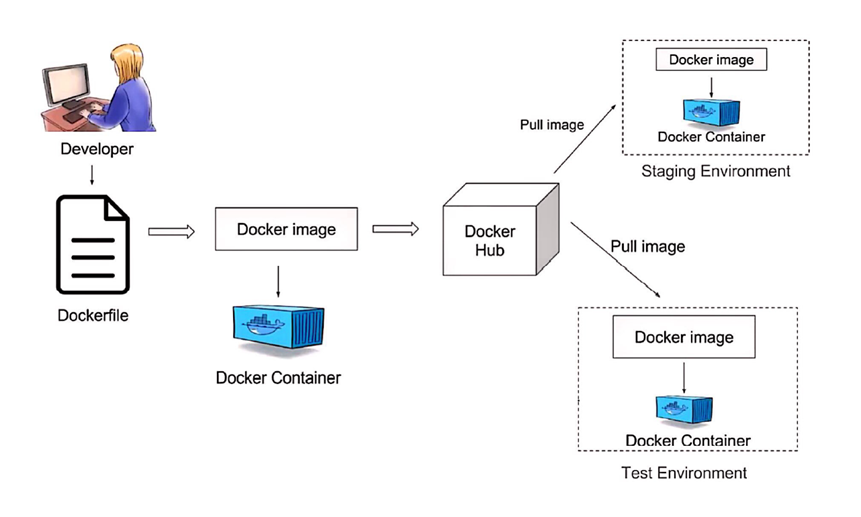 Developer
Dockerfile
Docker image
Docker Container
Docker
Hub
Pull image
Docker image
Docker Container
Staging Environment
Pull image
Docker image
Docker Container
Test Environment